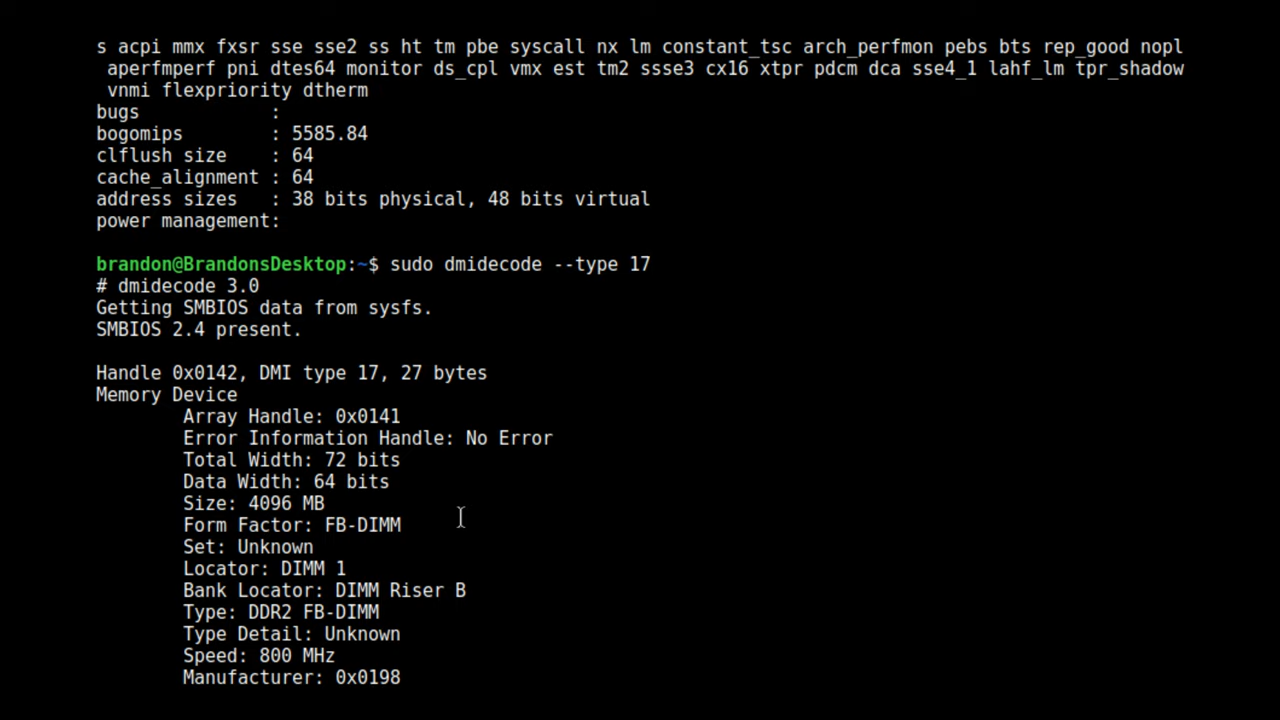 s acpi mmx fxsr sse sse2 ss ht tm pbe syscall nx lm constant_tsc arch_perfmon pebs bts rep_good nopl
aperfmperf pni dtes64 monitor ds_cpl vmx est tm2 ssse3 cx16 xtpr pdcm dca sse4_1 lahf_lm tpr_shadow
vnmi flexpriority dtherm
bugs :
bogomips : 5585.84
clflush size : 64
cache_alignment : 64
address sizes : 38 bits physical, 48 bits virtual
power management:
brandon@BrandonsDesktop:~$ sudo dmidecode --type 17
# dmidecode 3.0
Getting SMBIOS data from sysfs.
SMBIOS 2.4 present.
Handle 0x0142, DMI type 17, 27 bytes
Memory Device
Array Handle: 0x0141
Error Information Handle: No Error
Total Width: 72 bits
Data Width: 64 bits
Size: 4096 MB
Form Factor: FB-DIMM
Set: Unknown
Locator: DIMM 1
Bank Locator: DIMM Riser B
Type: DDR2 FB-DIMM
Type Detail: Unknown
Speed: 800 MHz
Manufacturer: 0x0198